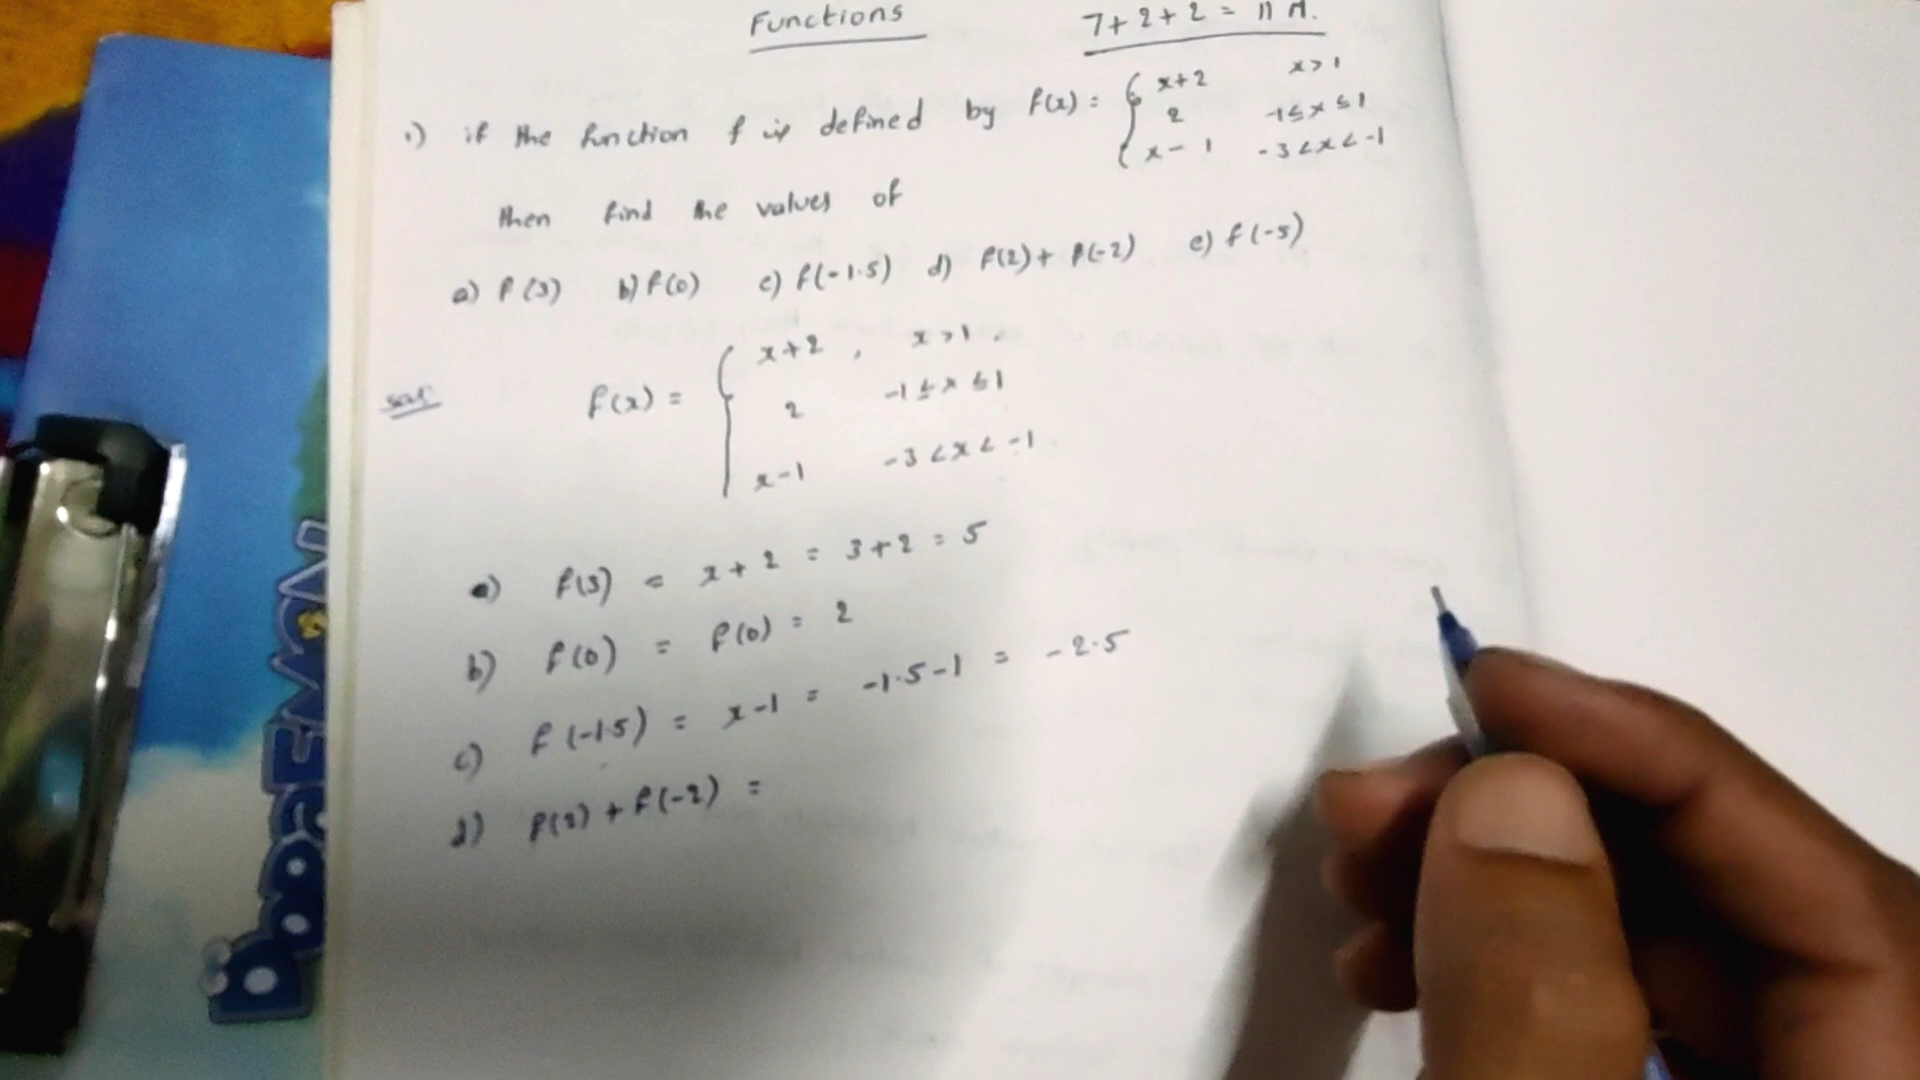 Functions
7+2+2 = 11 M.
1) if the function f is defined by f(x) = { x+2 x>1
2 -1≤x≤1
x-1 -3<x<-1
then find the values of
a) f(3) b) f(0) c) f(-1.5) d) f(2)+f(-2) e) f(-5)
Sol:
f(x) = { x+2, x>1
2 -1≤x≤1
x-1 -3<x<-1
a) f(3) = x+2 = 3+2 = 5
b) f(0) = f(0) = 2
c) f(-1.5) = x-1 = -1.5-1 = -2.5
d) f(2)+f(-2) =
DORAEMON